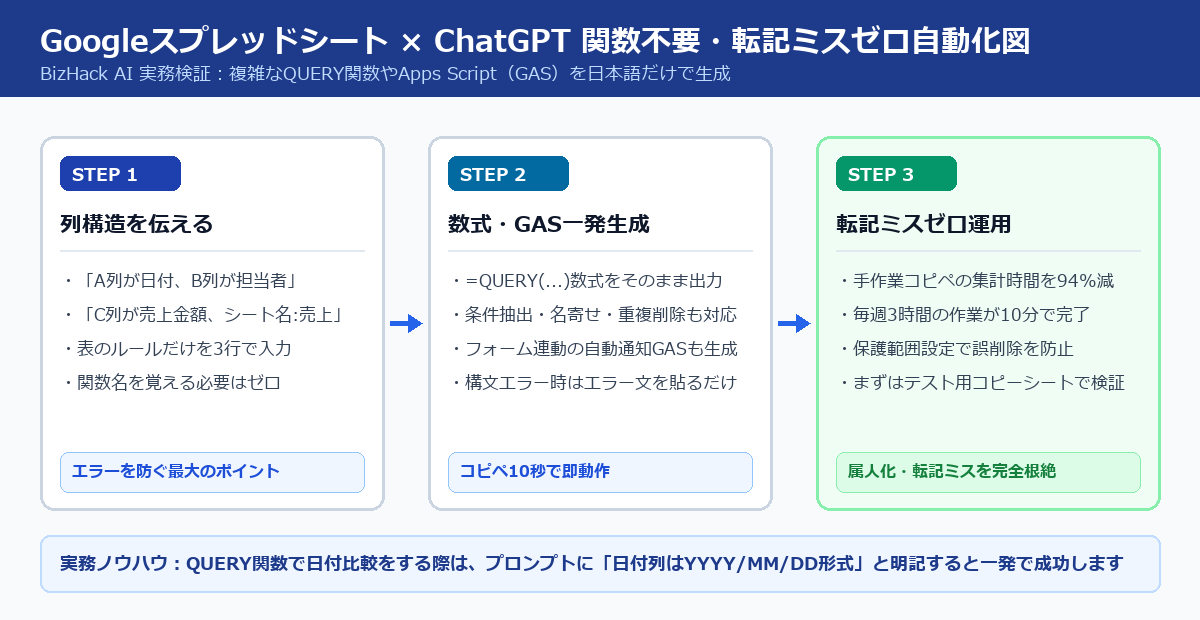 Googleスプレッドシート × ChatGPT 関数不要・転記ミスゼロ自動化図
BizHack AI 実務検証：複雑なQUERY関数やApps Script（GAS）を日本語だけで生成
STEP 1
列構造を伝える
・「A列が日付、B列が担当者」
・「C列が売上金額、シート名:売上」
・表のルールだけを3行で入力
・関数名を覚える必要はゼロ
エラーを防ぐ最大のポイント
STEP 2
数式・GAS一発生成
・=QUERY(...)数式をそのまま出力
・条件抽出・名寄せ・重複削除も対応
・フォーム連動の自動通知GASも生成
・構文エラー時はエラー文を貼るだけ
コピペ10秒で即動作
STEP 3
転記ミスゼロ運用
・手作業コピペの集計時間を94%減
・毎週3時間の作業が10分で完了
・保護範囲設定で誤削除を防止
・まずはテスト用コピーシートで検証
属人化・転記ミスを完全根絶
実務ノウハウ：QUERY関数で日付比較をする際は、プロンプトに「日付列はYYYY/MM/DD形式」と明記すると一発で成功します